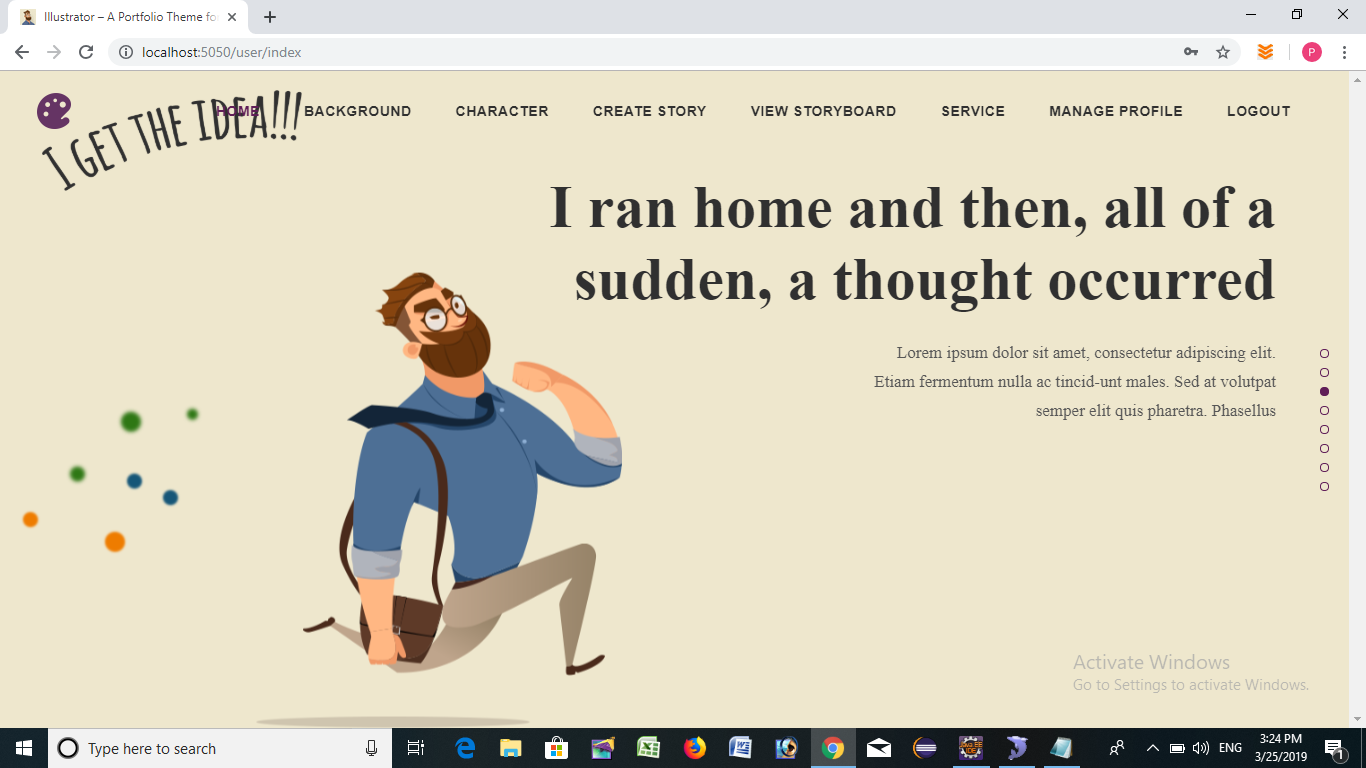 Illustrator – A Portfolio Theme fo
localhost:5050/user/index
P
I GET THE IDEA!!!
HOME BACKGROUND CHARACTER CREATE STORY VIEW STORYBOARD SERVICE MANAGE PROFILE LOGOUT
I ran home and then, all of a
sudden, a thought occurred
Lorem ipsum dolor sit amet, consectetur adipiscing elit.
Etiam fermentum nulla ac tincid-unt males. Sed at volutpat
semper elit quis pharetra. Phasellus
Activate Windows
Go to Settings to activate Windows.
Type here to search
ENG
3:24 PM
3/25/2019
1